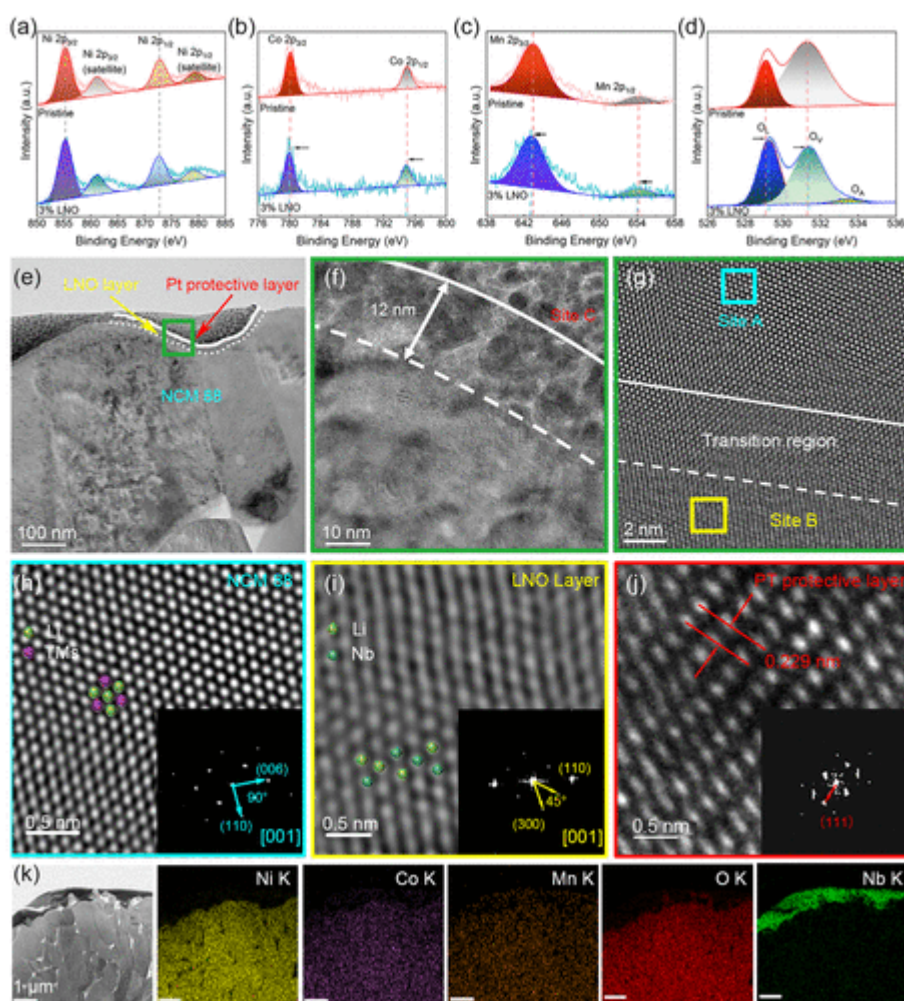 (a)
Ni 2p3/2
Ni 2p3/2
(satellite)
Ni 2p1/2
Ni 2p1/2
(satellite)
Pristine
3% LNO
Intensity (a.u.)
850 855 860 865 870 875 880 885
Binding Energy (eV)
(b)
Co 2p3/2
Co 2p1/2
Pristine
3% LNO
Intensity (a.u.)
776 780 784 788 792 796 800
Binding Energy (eV)
(c)
Mn 2p3/2
Mn 2p1/2
Pristine
3% LNO
Intensity (a.u.)
638 642 646 650 654 658
Binding Energy (eV)
(d)
Pristine
OL
OV
OA
3% LNO
Intensity (a.u.)
526 528 530 532 534 536
Binding Energy (eV)
(e)
LNO layer
Pt protective layer
NCM 88
100 nm
(f)
12 nm
Site C
10 nm
(g)
Site A
Transition region
Site B
2 nm
(h)
NCM 88
Li
TMs
(006)
90°
(110)
0.5 nm
[001]
(i)
LNO Layer
Li
Nb
(110)
45°
(300)
0.5 nm
[001]
(j)
PT protective layer
0.229 nm
(111)
0.5 nm
(k)
1 μm
Ni K
Co K
Mn K
O K
Nb K